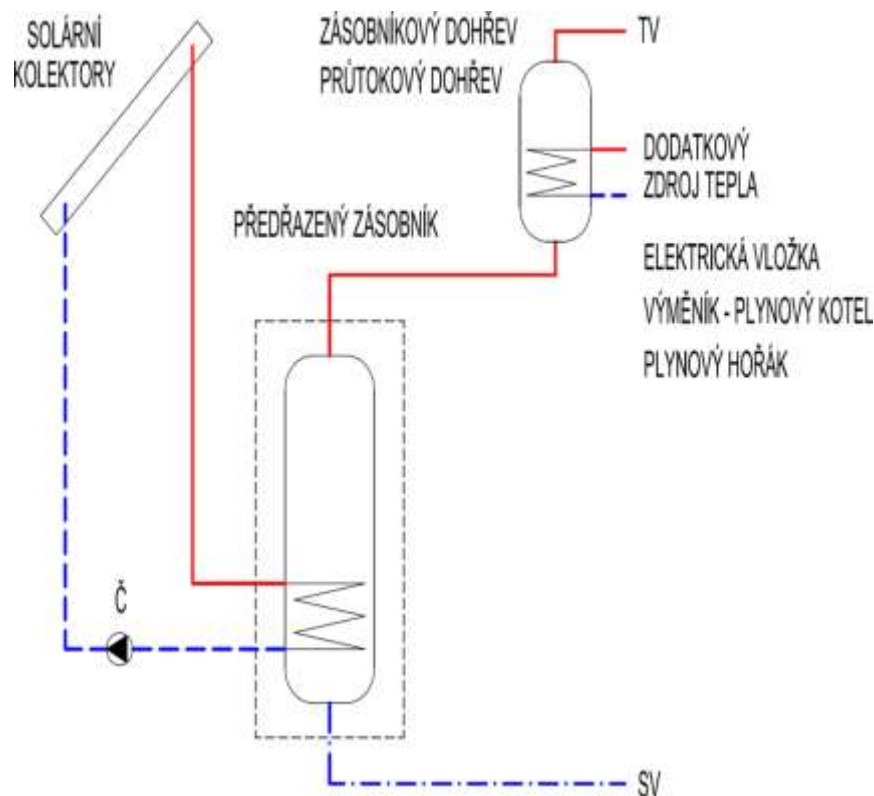 SOLÁRNÍ
KOLEKTORY
ZÁSOBNÍKOVÝ DOHŘEV
PRŮTOKOVÝ DOHŘEV
TV
DODATKOVÝ
ZDROJ TEPLA
PŘEDŘAZENÝ ZÁSOBNÍK
ELEKTRICKÁ VLOŽKA
VÝMĚNÍK - PLYNOVÝ KOTEL
PLYNOVÝ HOŘÁK
Č
SV